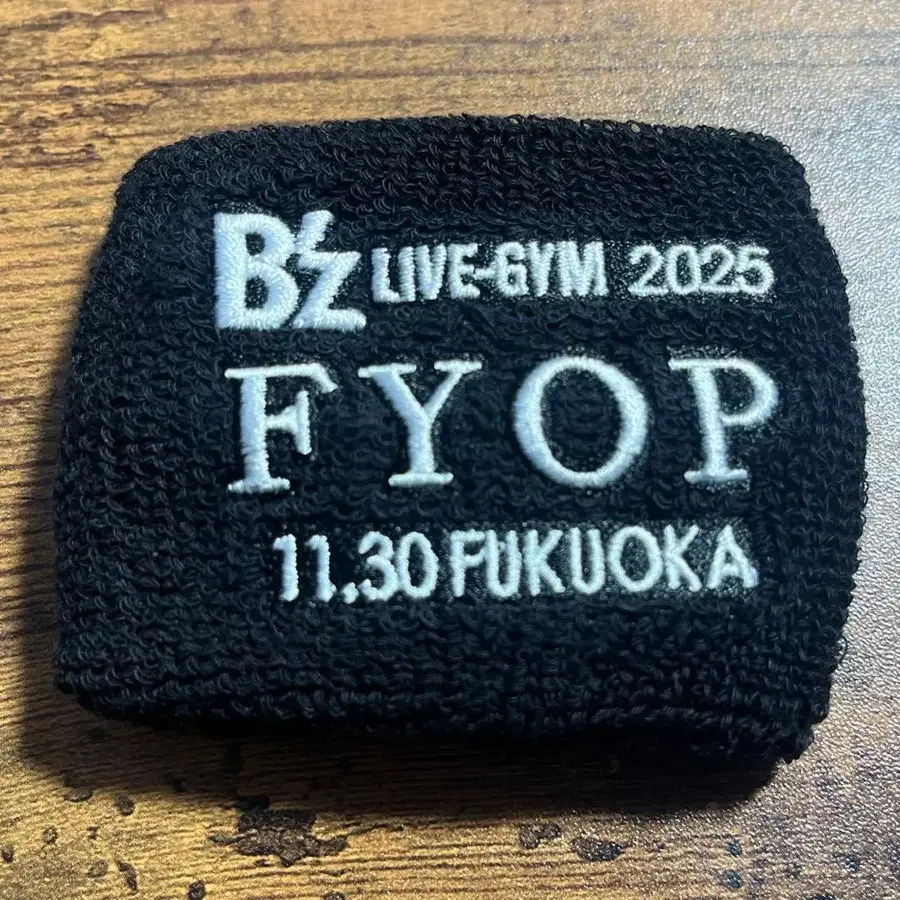 B'z LIVE-GYM 2025
FYOP
11.30 FUKUOKA